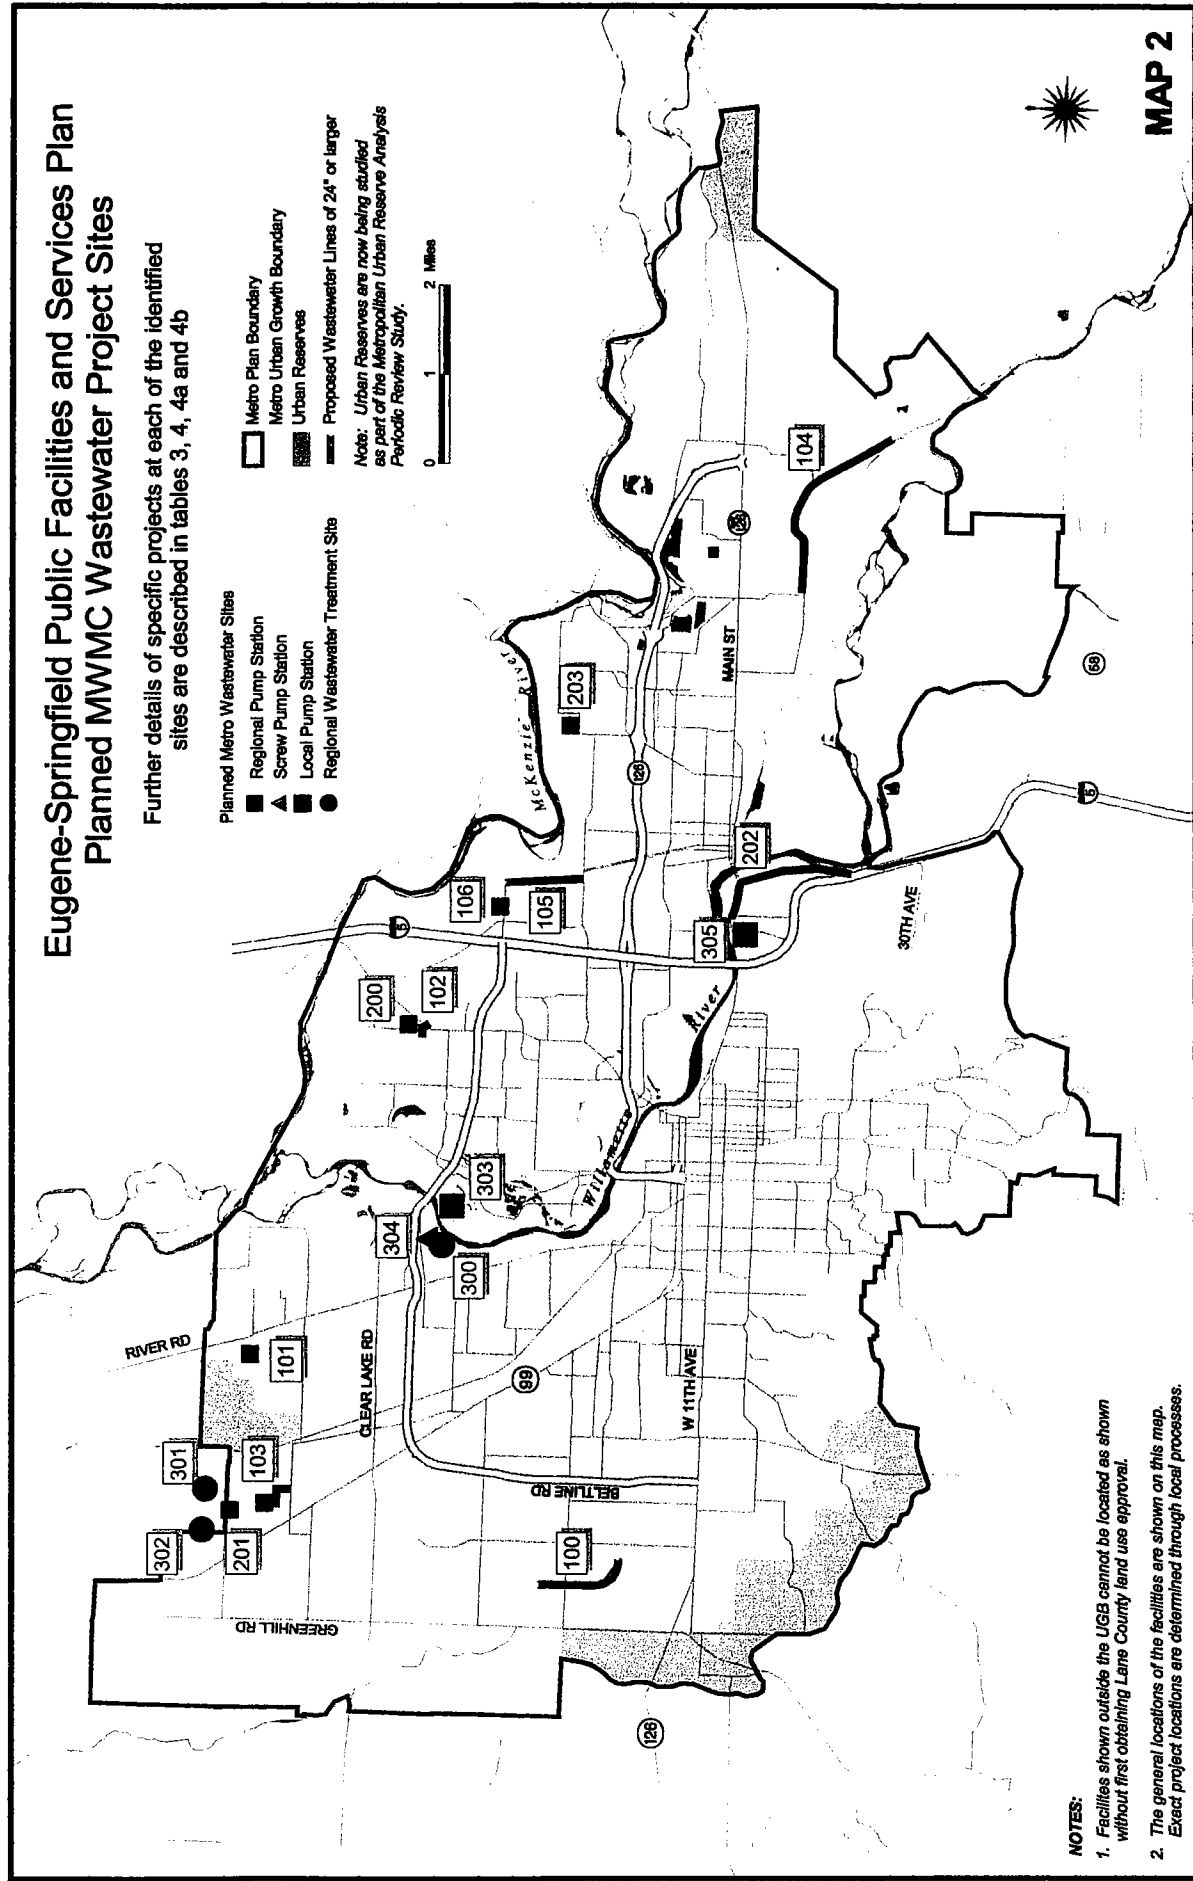 Eugene-Springfield Public Facilities and Services Plan
Planned MWMC Wastewater Project Sites
Further details of specific projects at each of the identified
sites are described in tables 3, 4, 4a and 4b
Planned Metro Wastewater Sites
Regional Pump Station
Screw Pump Station
Local Pump Station
Regional Wastewater Treatment Site
Metro Plan Boundary
Metro Urban Growth Boundary
Urban Reserves
Proposed Wastewater Lines of 24" or larger
Note: Urban Reserves are now being studied
as part of the Metropolitan Urban Reserve Analysis
Periodic Review Study.
0 1 2 Miles
302
301
201
103
101
RIVER RD
GREENHILL RD
CLEAR LAKE RD
304
300
303
99
BELTLINE RD
100
W 11TH AVE
126
200
102
106
105
5
McKenzie River
203
126
Willamette
River
305
202
MAIN ST
126
104
30TH AVE
5
58
NOTES:
1. Facilites shown outside the UGB cannot be located as shown
without first obtaining Lane County land use approval.
2. The general locations of the facilities are shown on this map.
Exact project locations are determined through local processes.
MAP 2